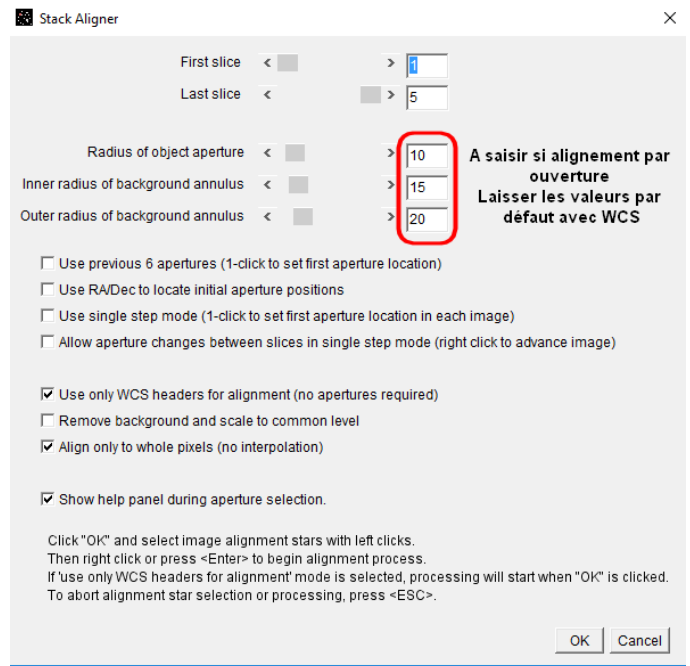 Stack Aligner
First slice 1
Last slice 5
Radius of object aperture 10
Inner radius of background annulus 15
Outer radius of background annulus 20
A saisir si alignement par
ouverture
Laisser les valeurs par
défaut avec WCS
Use previous 6 apertures (1-click to set first aperture location)
Use RA/Dec to locate initial aperture positions
Use single step mode (1-click to set first aperture location in each image)
Allow aperture changes between slices in single step mode (right click to advance image)
Use only WCS headers for alignment (no apertures required)
Remove background and scale to common level
Align only to whole pixels (no interpolation)
Show help panel during aperture selection.
Click "OK" and select image alignment stars with left clicks.
Then right click or press <Enter> to begin alignment process.
If 'use only WCS headers for alignment' mode is selected, processing will start when "OK" is clicked.
To abort alignment star selection or processing, press <ESC>.
OK Cancel